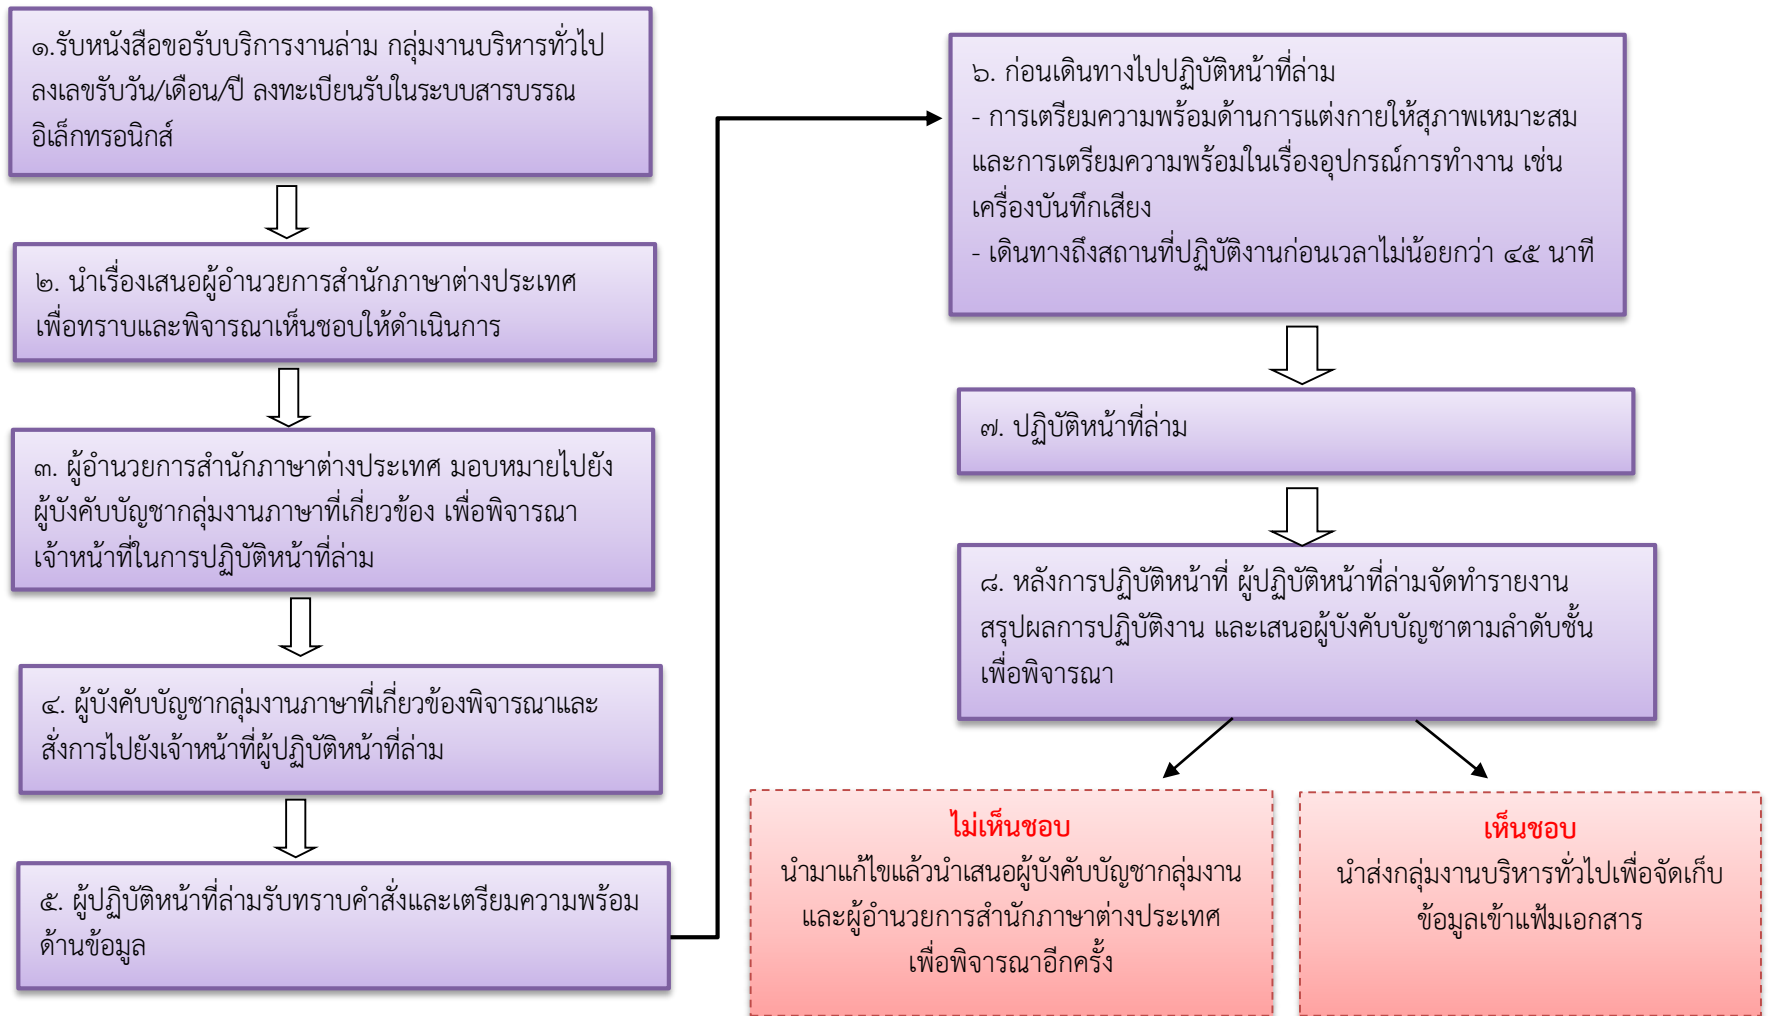 ๑.รับหนังสือขอรับบริการงานล่าม กลุ่มงานบริหารทั่วไป
ลงเลขรับวัน/เดือน/ปี ลงทะเบียนรับในระบบสารบรรณ
อิเล็กทรอนิกส์
๒. นำเรื่องเสนอผู้อำนวยการสำนักภาษาต่างประเทศ
เพื่อทราบและพิจารณาเห็นชอบให้ดำเนินการ
๓. ผู้อำนวยการสำนักภาษาต่างประเทศ มอบหมายไปยัง
ผู้บังคับบัญชากลุ่มงานภาษาที่เกี่ยวข้อง เพื่อพิจารณา
เจ้าหน้าที่ในการปฏิบัติหน้าที่ล่าม
๔. ผู้บังคับบัญชากลุ่มงานภาษาที่เกี่ยวข้องพิจารณาและ
สั่งการไปยังเจ้าหน้าที่ผู้ปฏิบัติหน้าที่ล่าม
๕. ผู้ปฏิบัติหน้าที่ล่ามรับทราบคำสั่งและเตรียมความพร้อม
ด้านข้อมูล
๖. ก่อนเดินทางไปปฏิบัติหน้าที่ล่าม
- การเตรียมความพร้อมด้านการแต่งกายให้สุภาพเหมาะสม
และการเตรียมความพร้อมในเรื่องอุปกรณ์การทำงาน เช่น
เครื่องบันทึกเสียง
- เดินทางถึงสถานที่ปฏิบัติงานก่อนเวลาไม่น้อยกว่า ๔๕ นาที
๗. ปฏิบัติหน้าที่ล่าม
๘. หลังการปฏิบัติหน้าที่ ผู้ปฏิบัติหน้าที่ล่ามจัดทำรายงาน
สรุปผลการปฏิบัติงาน และเสนอผู้บังคับบัญชาตามลำดับชั้น
เพื่อพิจารณา
ไม่เห็นชอบ
นำมาแก้ไขแล้วนำเสนอผู้บังคับบัญชากลุ่มงาน
และผู้อำนวยการสำนักภาษาต่างประเทศ
เพื่อพิจารณาอีกครั้ง
เห็นชอบ
นำส่งกลุ่มงานบริหารทั่วไปเพื่อจัดเก็บ
ข้อมูลเข้าแฟ้มเอกสาร